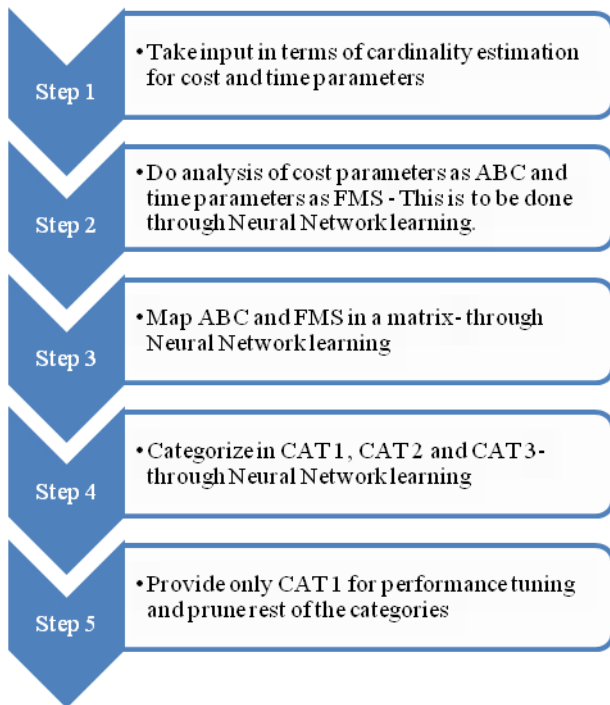 Step 1
• Take input in terms of cardinality estimation
for cost and time parameters
Step 2
• Do analysis of cost parameters as ABC and
time parameters as FMS - This is to be done
through Neural Network learning.
Step 3
• Map ABC and FMS in a matrix- through
Neural Network learning
Step 4
• Categorize in CAT 1, CAT 2 and CAT 3-
through Neural Network learning
Step 5
• Provide only CAT 1 for performance tuning
and prune rest of the categories